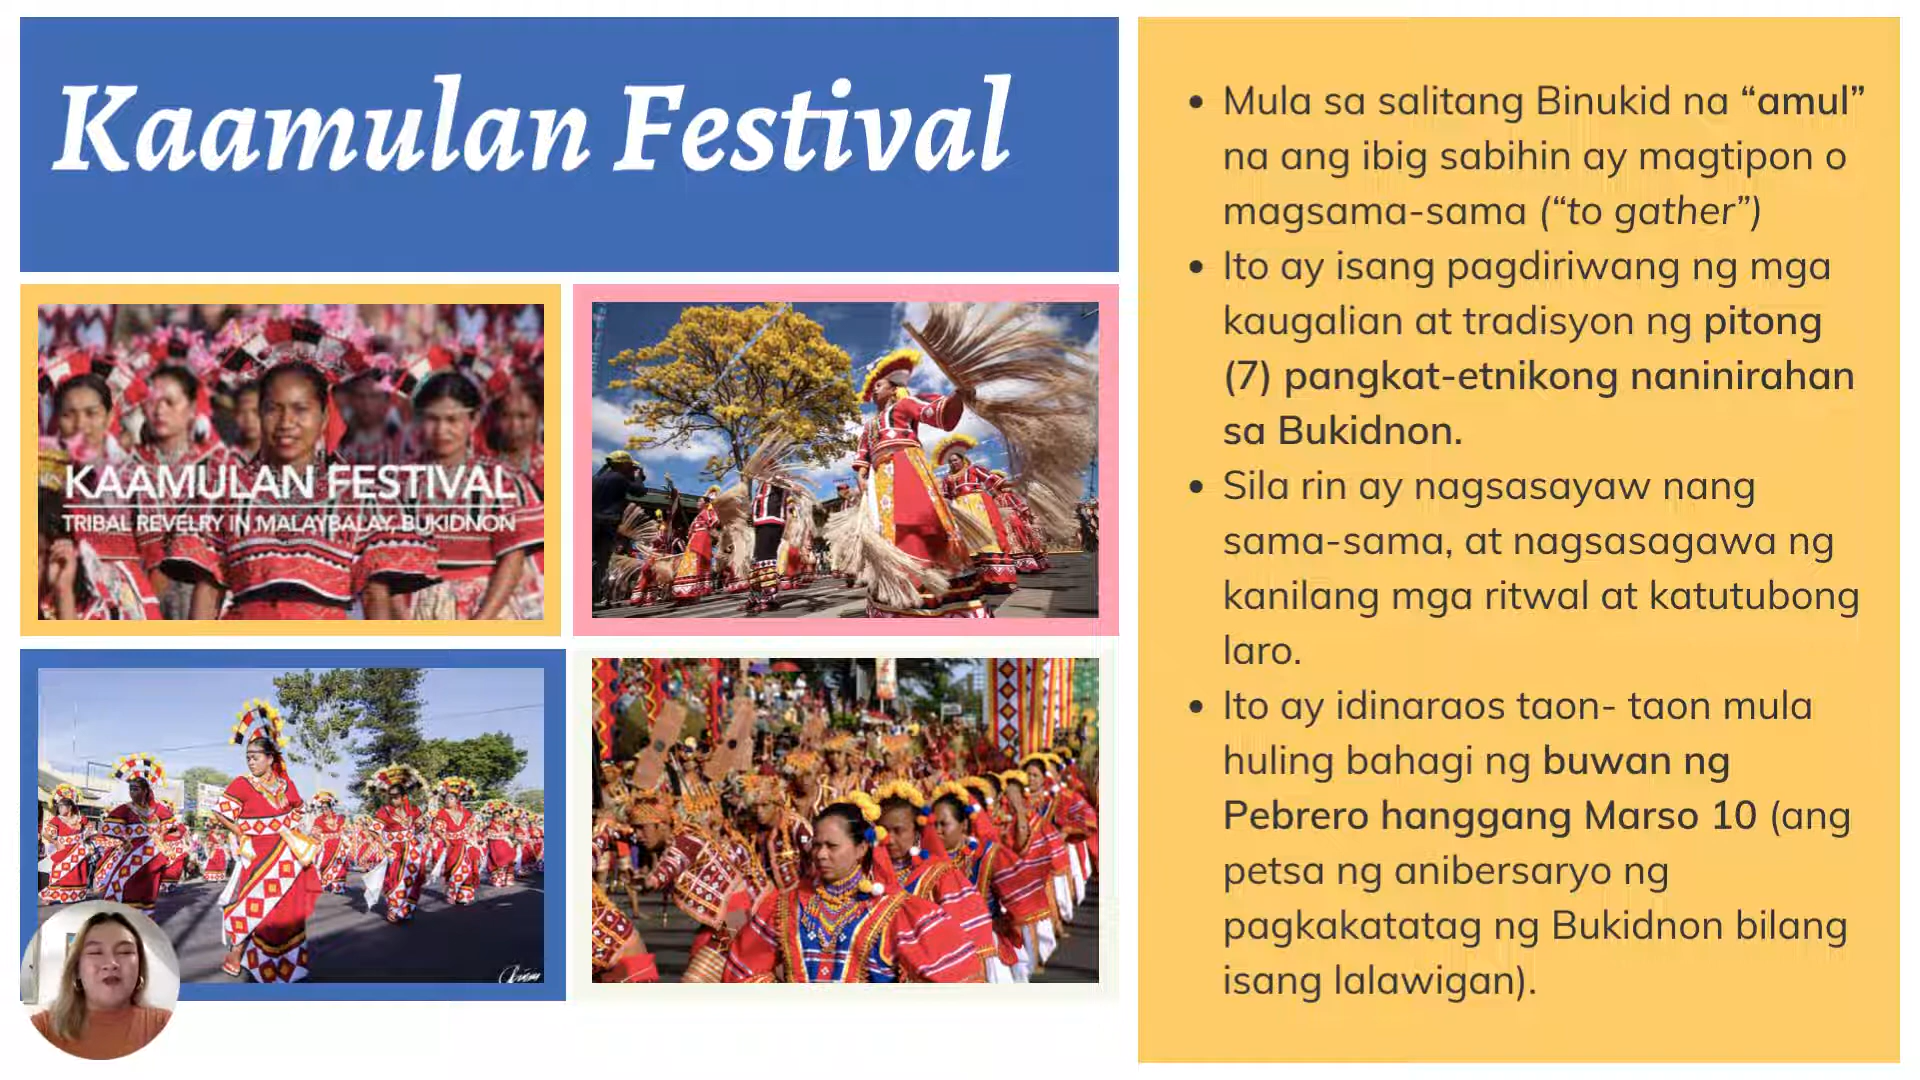 Kaamulan Festival
KAAMULAN FESTIVAL
TRIBAL REVELRY IN MALAYBALAY, BUKIDNON
• Mula sa salitang Binukid na “amul”
na ang ibig sabihin ay magtipon o
magsama-sama (“to gather”)
• Ito ay isang pagdiriwang ng mga
kaugalian at tradisyon ng pitong
(7) pangkat-etnikong naninirahan
sa Bukidnon.
• Sila rin ay nagsasayaw nang
sama-sama, at nagsasagawa ng
kanilang mga ritwal at katutubong
laro.
• Ito ay idinaraos taon- taon mula
huling bahagi ng buwan ng
Pebrero hanggang Marso 10 (ang
petsa ng anibersaryo ng
pagkakatatag ng Bukidnon bilang
isang lalawigan).